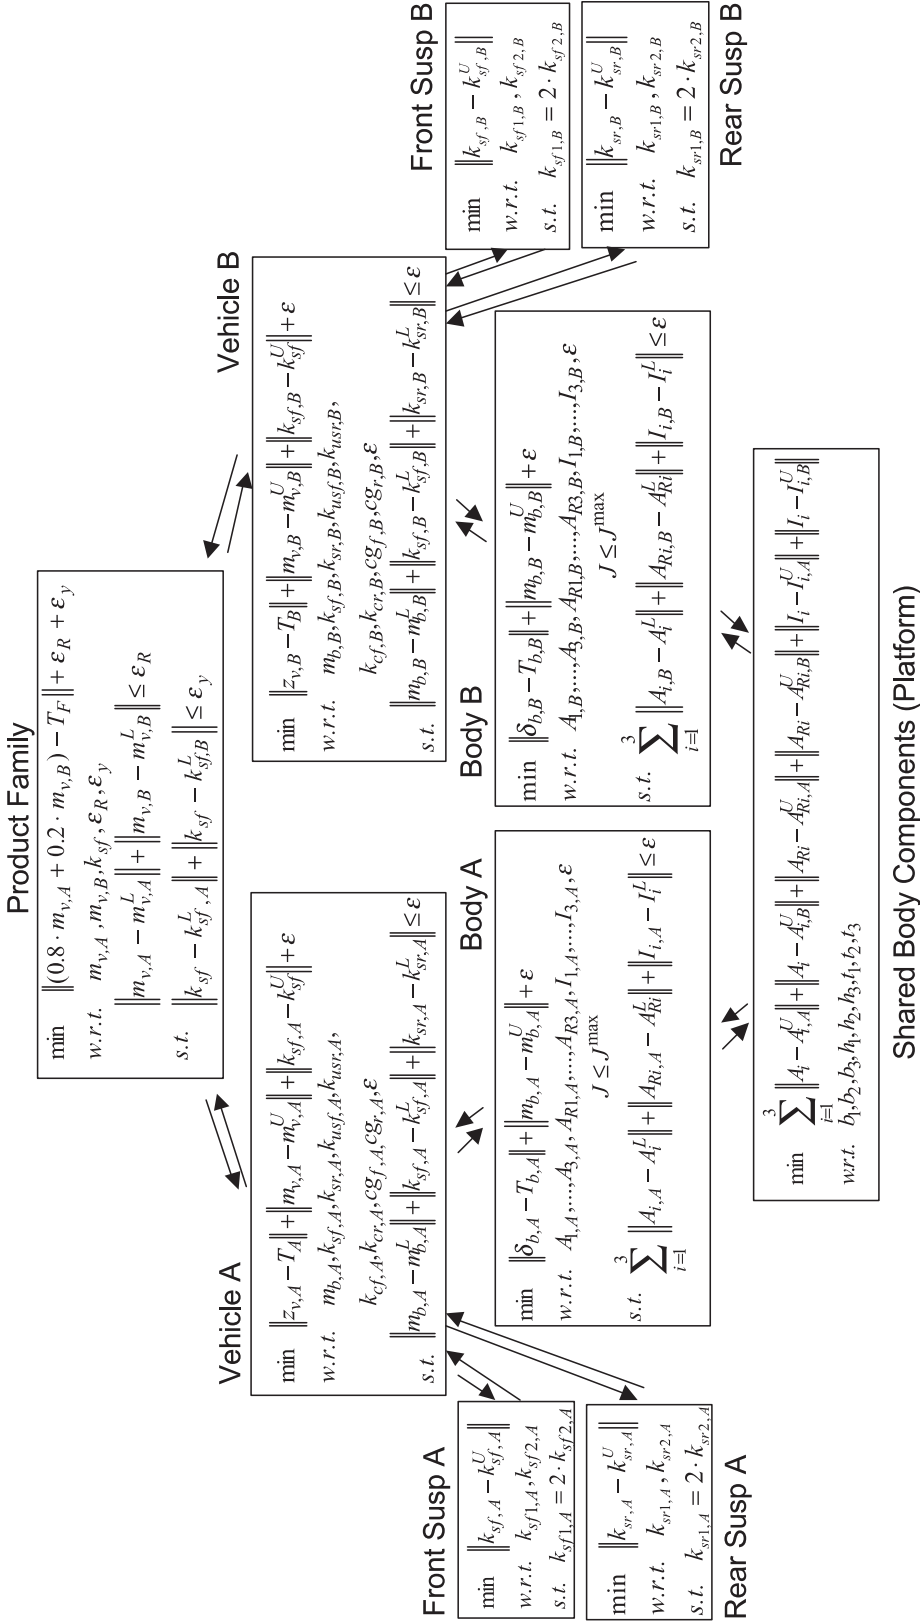 Product Family
min ‖(0.8 · m_{v,A} + 0.2 · m_{v,B}) − T_F‖ + ε_R + ε_y
w.r.t. m_{v,A}, m_{v,B}, k_{sf}, ε_R, ε_y
‖m_{v,A} − m^L_{v,A}‖ + ‖m_{v,B} − m^L_{v,B}‖ ≤ ε_R
s.t. ‖k_{sf} − k^L_{sf,A}‖ + ‖k_{sf} − k^L_{sf,B}‖ ≤ ε_y
Vehicle A
min ‖z_{v,A} − T_A‖ + ‖m_{v,A} − m^U_{v,A}‖ + ‖k_{sf,A} − k^U_{sf}‖ + ε
w.r.t. m_{b,A}, k_{sf,A}, k_{sr,A}, k_{usf,A}, k_{usr,A},
k_{cf,A}, k_{cr,A}, cg_{f,A}, cg_{r,A}, ε
s.t. ‖m_{b,A} − m^L_{b,A}‖ + ‖k_{sf,A} − k^L_{sf,A}‖ + ‖k_{sr,A} − k^L_{sr,A}‖ ≤ ε
Vehicle B
min ‖z_{v,B} − T_B‖ + ‖m_{v,B} − m^U_{v,B}‖ + ‖k_{sf,B} − k^U_{sf}‖ + ε
w.r.t. m_{b,B}, k_{sf,B}, k_{sr,B}, k_{usf,B}, k_{usr,B},
k_{cf,B}, k_{cr,B}, cg_{f,B}, cg_{r,B}, ε
s.t. ‖m_{b,B} − m^L_{b,B}‖ + ‖k_{sf,B} − k^L_{sf,B}‖ + ‖k_{sr,B} − k^L_{sr,B}‖ ≤ ε
Front Susp A
min ‖k_{sf,A} − k^U_{sf,A}‖
w.r.t. k_{sf1,A}, k_{sf2,A}
s.t. k_{sf1,A} = 2 · k_{sf2,A}
Rear Susp A
min ‖k_{sr,A} − k^U_{sr,A}‖
w.r.t. k_{sr1,A}, k_{sr2,A}
s.t. k_{sr1,A} = 2 · k_{sr2,A}
Body A
min ‖δ_{b,A} − T_{b,A}‖ + ‖m_{b,A} − m^U_{b,A}‖ + ε
w.r.t. A_{1,A},..., A_{3,A}, A_{R1,A},..., A_{R3,A}, I_{1,A},..., I_{3,A}, ε
J ≤ J^{max}
s.t. ∑^3_{i=1} ‖A_{i,A} − A^L_i‖ + ‖A_{Ri,A} − A^L_{Ri}‖ + ‖I_{i,A} − I^L_i‖ ≤ ε
Body B
min ‖δ_{b,B} − T_{b,B}‖ + ‖m_{b,B} − m^U_{b,B}‖ + ε
w.r.t. A_{1,B},..., A_{3,B}, A_{R1,B},..., A_{R3,B}, I_{1,B},..., I_{3,B}, ε
J ≤ J^{max}
s.t. ∑^3_{i=1} ‖A_{i,B} − A^L_i‖ + ‖A_{Ri,B} − A^L_{Ri}‖ + ‖I_{i,B} − I^L_i‖ ≤ ε
Front Susp B
min ‖k_{sf,B} − k^U_{sf,B}‖
w.r.t. k_{sf1,B}, k_{sf2,B}
s.t. k_{sf1,B} = 2 · k_{sf2,B}
Rear Susp B
min ‖k_{sr,B} − k^U_{sr,B}‖
w.r.t. k_{sr1,B}, k_{sr2,B}
s.t. k_{sr1,B} = 2 · k_{sr2,B}
min ∑^3_{i=1} ‖A_i − A^U_{i,A}‖ + ‖A_i − A^U_{i,B}‖ + ‖A_{Ri} − A^U_{Ri,A}‖ + ‖A_{Ri} − A^U_{Ri,B}‖ + ‖I_i − I^U_{i,A}‖ + ‖I_i − I^U_{i,B}‖
w.r.t. b_1, b_2, b_3, h_1, h_2, h_3, t_1, t_2, t_3
Shared Body Components (Platform)